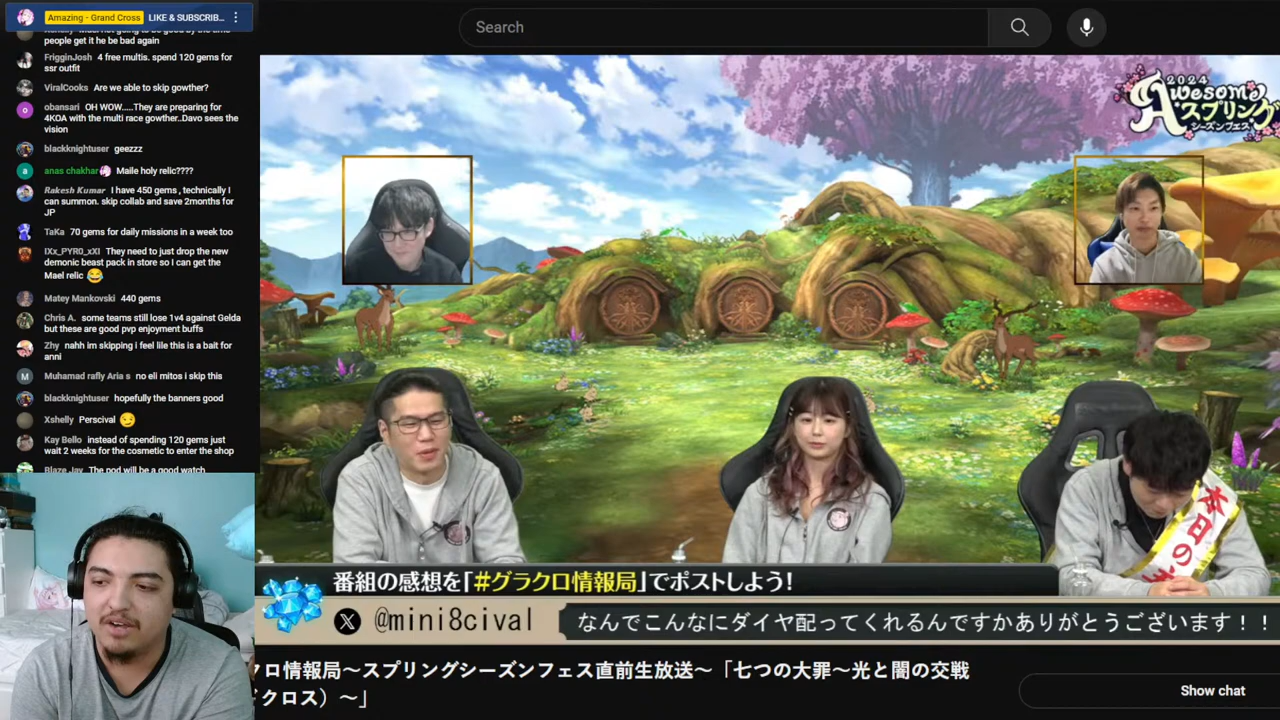 Amazing - Grand Cross LIKE & SUBSCRIB...
people get it he be bad again
FrigginJosh 4 free multis. spend 120 gems for
ssr outfit
ViralCooks Are we able to skip gowther?
obansari OH WOW.....They are preparing for
4KOA with the multi race gowther..Davo sees the
vision
blackknightuser geezzz
anas chakhar Maile holy relic????
Rakesh Kumar I have 450 gems , technically I
can summon. skip collab and save 2months for
JP
TaKa 70 gems for daily missions in a week too
IXx_PYR0_xXI They need to just drop the new
demonic beast pack in store so I can get the
Mael relic 😂
Matey Mankovski 440 gems
Chris A. some teams still lose 1v4 against Gelda
but these are good pvp enjoyment buffs
Zhy nahh im skipping i feel lile this is a bait for
anni
M Muhamad rafly Aria s no eli mitos i skip this
blackknightuser hopefully the banners good
Xshelly Perscival 😏
Kay Bello instead of spending 120 gems just
wait 2 weeks for the cosmetic to enter the
shop
Blaze Jay The pod will be a good watch
Search
2024
Awesome
スプリング
シーズンフェス
本日の
番組の感想を「#グラクロ情報局」でポストしよう!
X @mini8cival なんでこんなにダイヤ配ってくれるんですかありがとうございます!!
クロ情報局~スプリングシーズンフェス直前生放送~「七つの大罪~光と闇の交戦
ドクロス)~」
Show chat